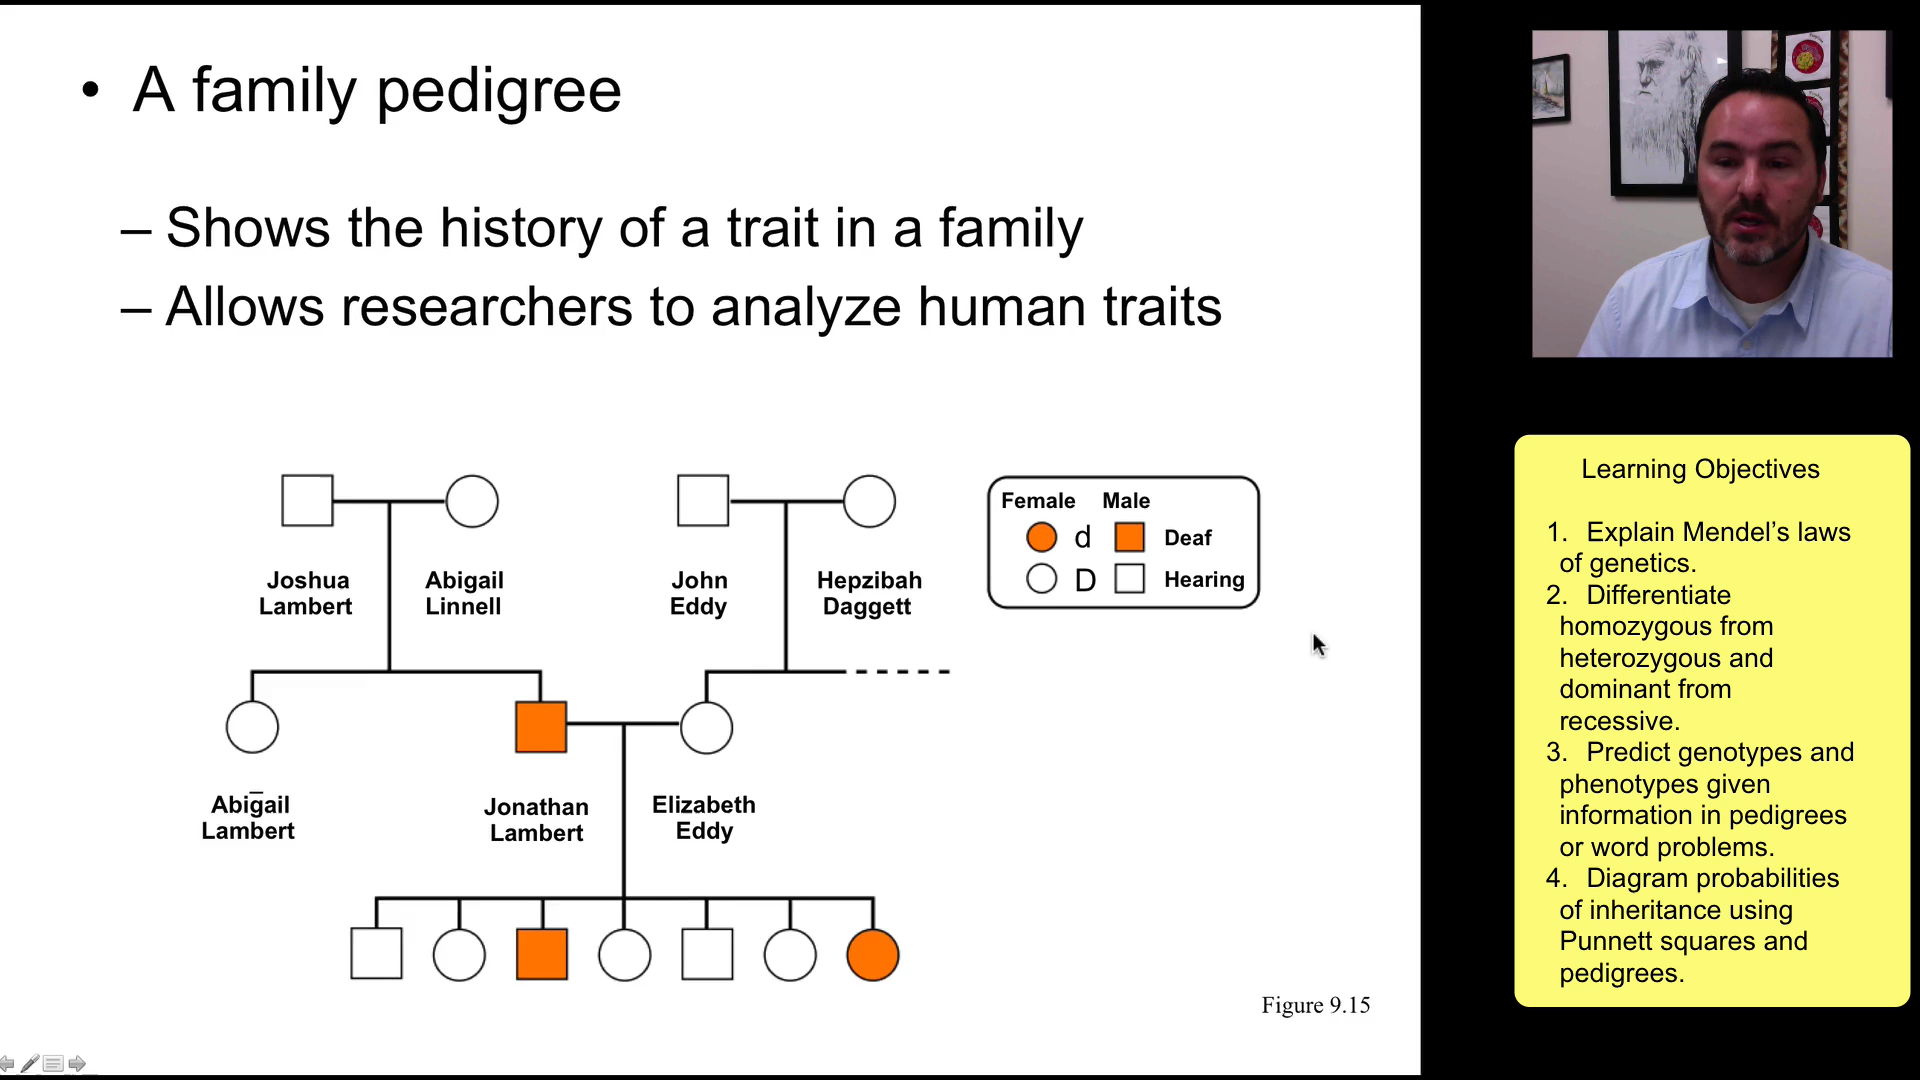 • A family pedigree
– Shows the history of a trait in a family
– Allows researchers to analyze human traits
Female Male
d Deaf
D Hearing
Joshua
Lambert
Abigail
Linnell
John
Eddy
Hepzibah
Daggett
Abigail
Lambert
Jonathan
Lambert
Elizabeth
Eddy
Figure 9.15
Learning Objectives
1. Explain Mendel’s laws
of genetics.
2. Differentiate
homozygous from
heterozygous and
dominant from
recessive.
3. Predict genotypes and
phenotypes given
information in pedigrees
or word problems.
4. Diagram probabilities
of inheritance using
Punnett squares and
pedigrees.